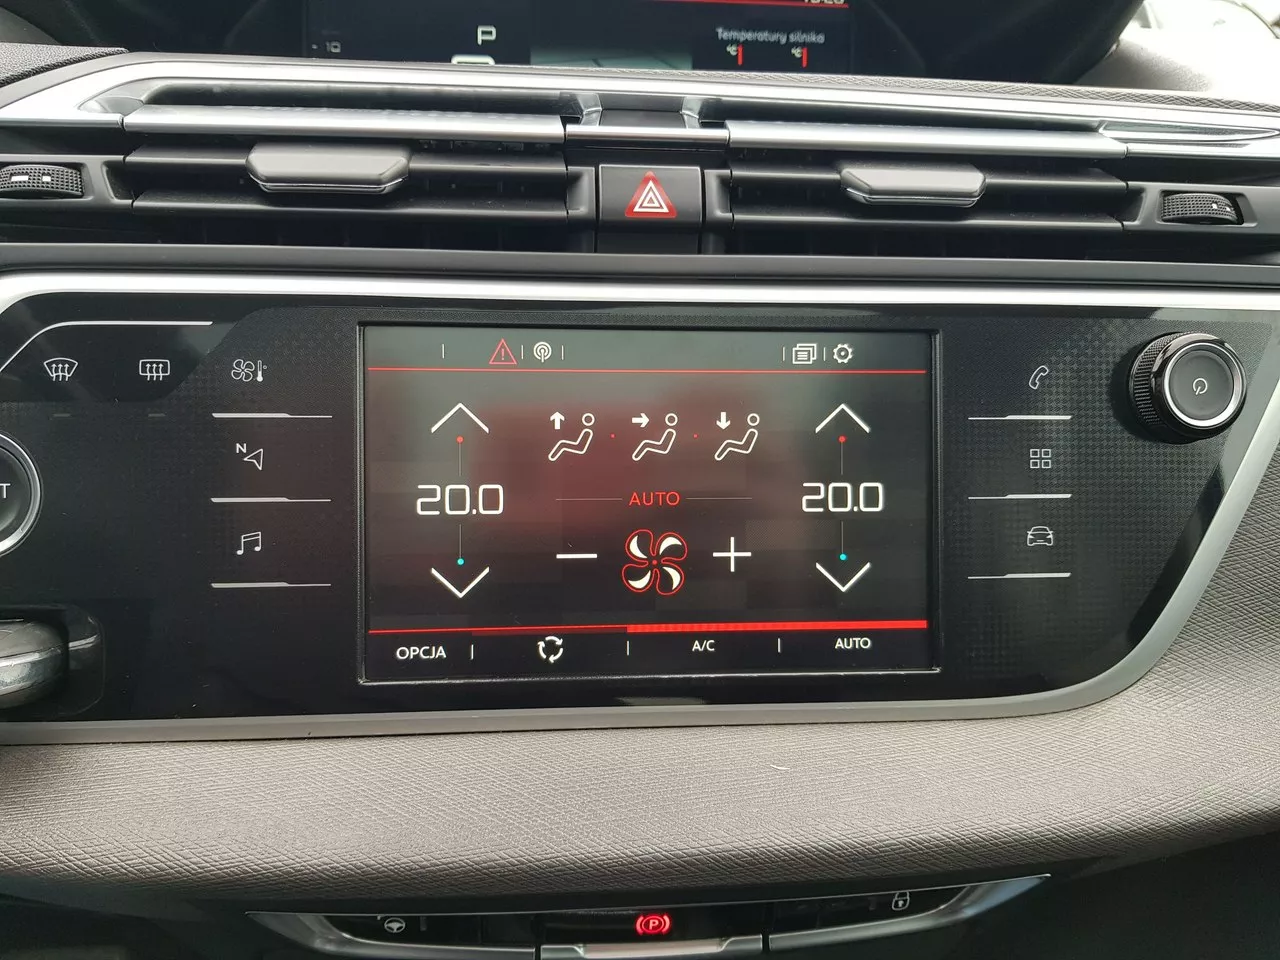 P
Temperatury silnika
°C °C
N
20.0
AUTO
20.0
T
OPCJA
A/C
AUTO
P